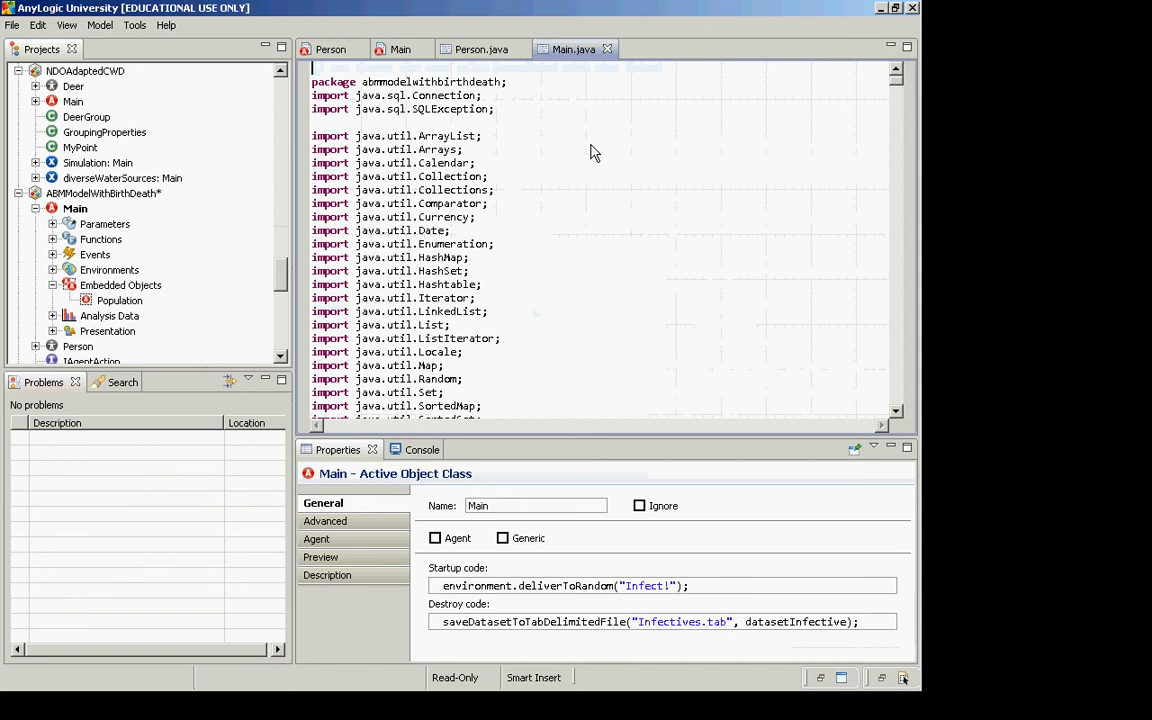 AnyLogic University [EDUCATIONAL USE ONLY]
File Edit View Model Tools Help
Projects
NDOAdaptedCWD
Deer
Main
DeerGroup
GroupingProperties
MyPoint
Simulation: Main
diverseWaterSources: Main
ABMModelWithBirthDeath*
Main
Parameters
Functions
Events
Environments
Embedded Objects
Population
Analysis Data
Presentation
Person
IAgentAction
Problems Search
No problems
Description Location
Person Main Person.java Main.java
package abmmodelwithbirthdeath;
import java.sql.Connection;
import java.sql.SQLException;
import java.util.ArrayList;
import java.util.Arrays;
import java.util.Calendar;
import java.util.Collection;
import java.util.Collections;
import java.util.Comparator;
import java.util.Currency;
import java.util.Date;
import java.util.Enumeration;
import java.util.HashMap;
import java.util.HashSet;
import java.util.Hashtable;
import java.util.Iterator;
import java.util.LinkedList;
import java.util.List;
import java.util.ListIterator;
import java.util.Locale;
import java.util.Map;
import java.util.Random;
import java.util.Set;
import java.util.SortedMap;
import java.util.SortedSet;
Properties Console
Main - Active Object Class
General
Advanced
Agent
Preview
Description
Name: Main Ignore
Agent Generic
Startup code:
environment.deliverToRandom("Infect!");
Destroy code:
saveDatasetToTabDelimitedFile("Infectives.tab", datasetInfective);
Read-Only Smart Insert